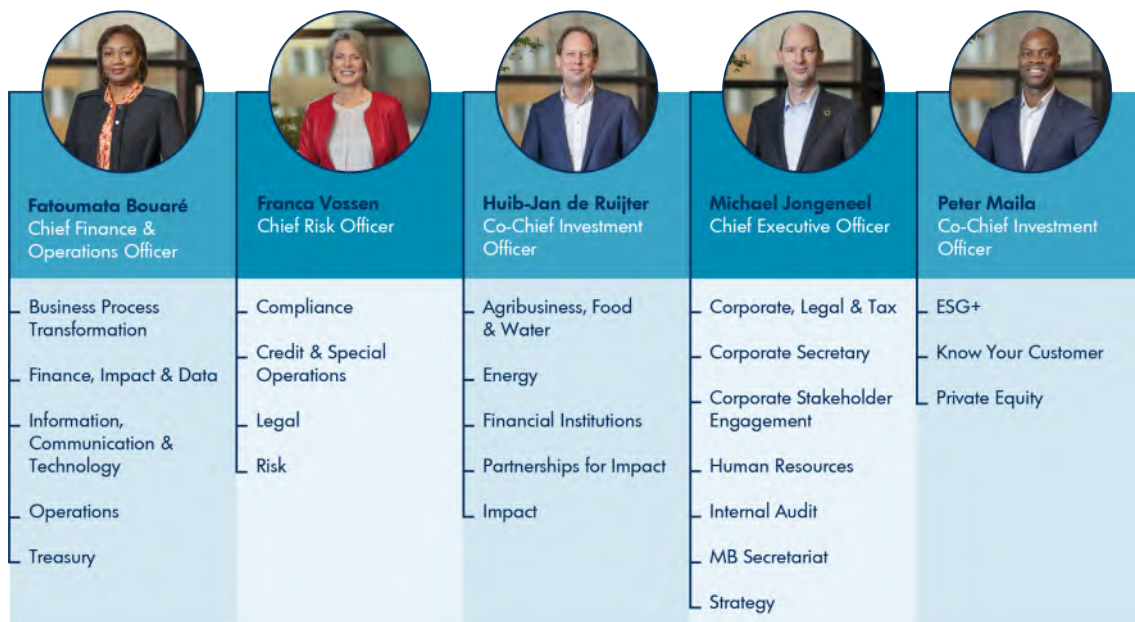 Fatoumata Bouaré
Chief Finance &
Operations Officer
Business Process
Transformation
Finance, Impact & Data
Information,
Communication &
Technology
Operations
Treasury
Franca Vossen
Chief Risk Officer
Compliance
Credit & Special
Operations
Legal
Risk
Huib-Jan de Ruijter
Co-Chief Investment
Officer
Agribusiness, Food
& Water
Energy
Financial Institutions
Partnerships for Impact
Impact
Michael Jongeneel
Chief Executive Officer
Corporate, Legal & Tax
Corporate Secretary
Corporate Stakeholder
Engagement
Human Resources
Internal Audit
MB Secretariat
Strategy
Peter Maila
Co-Chief Investment
Officer
ESG+
Know Your Customer
Private Equity